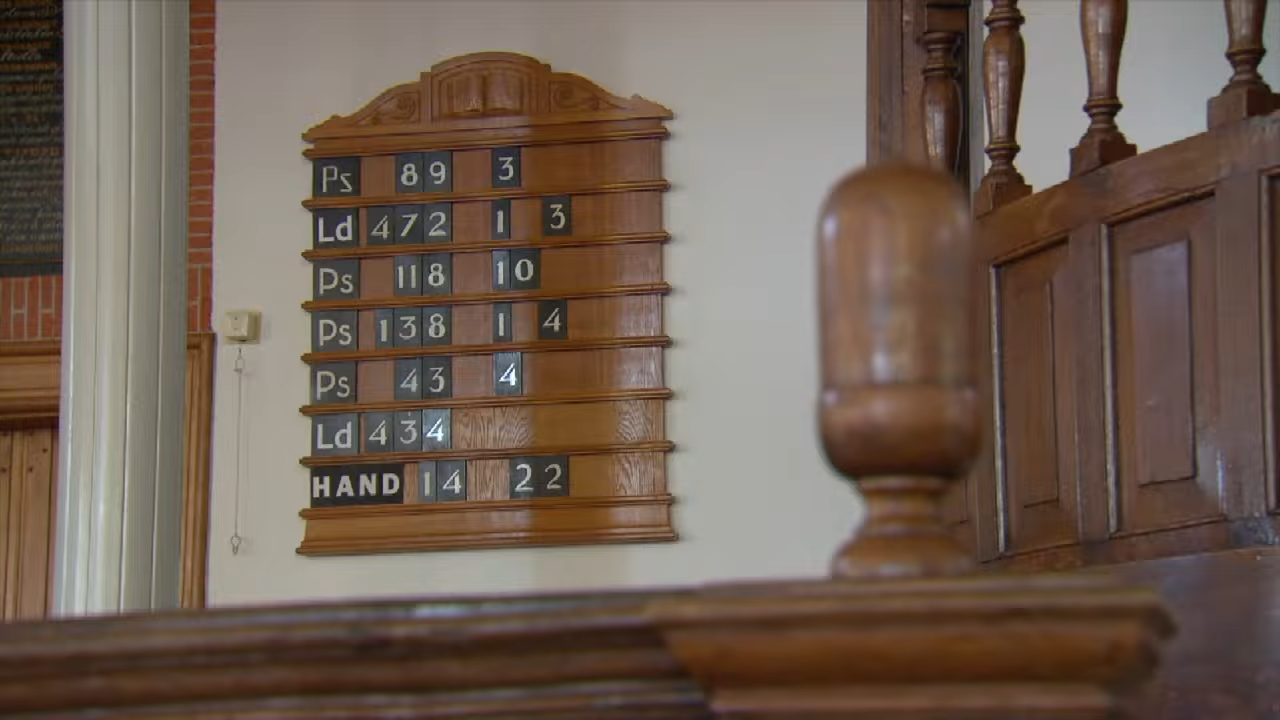 Ps 89 3
Ld 472 1 3
Ps 118 10
Ps 138 1 4
Ps 43 4
Ld 434
HAND 14 22